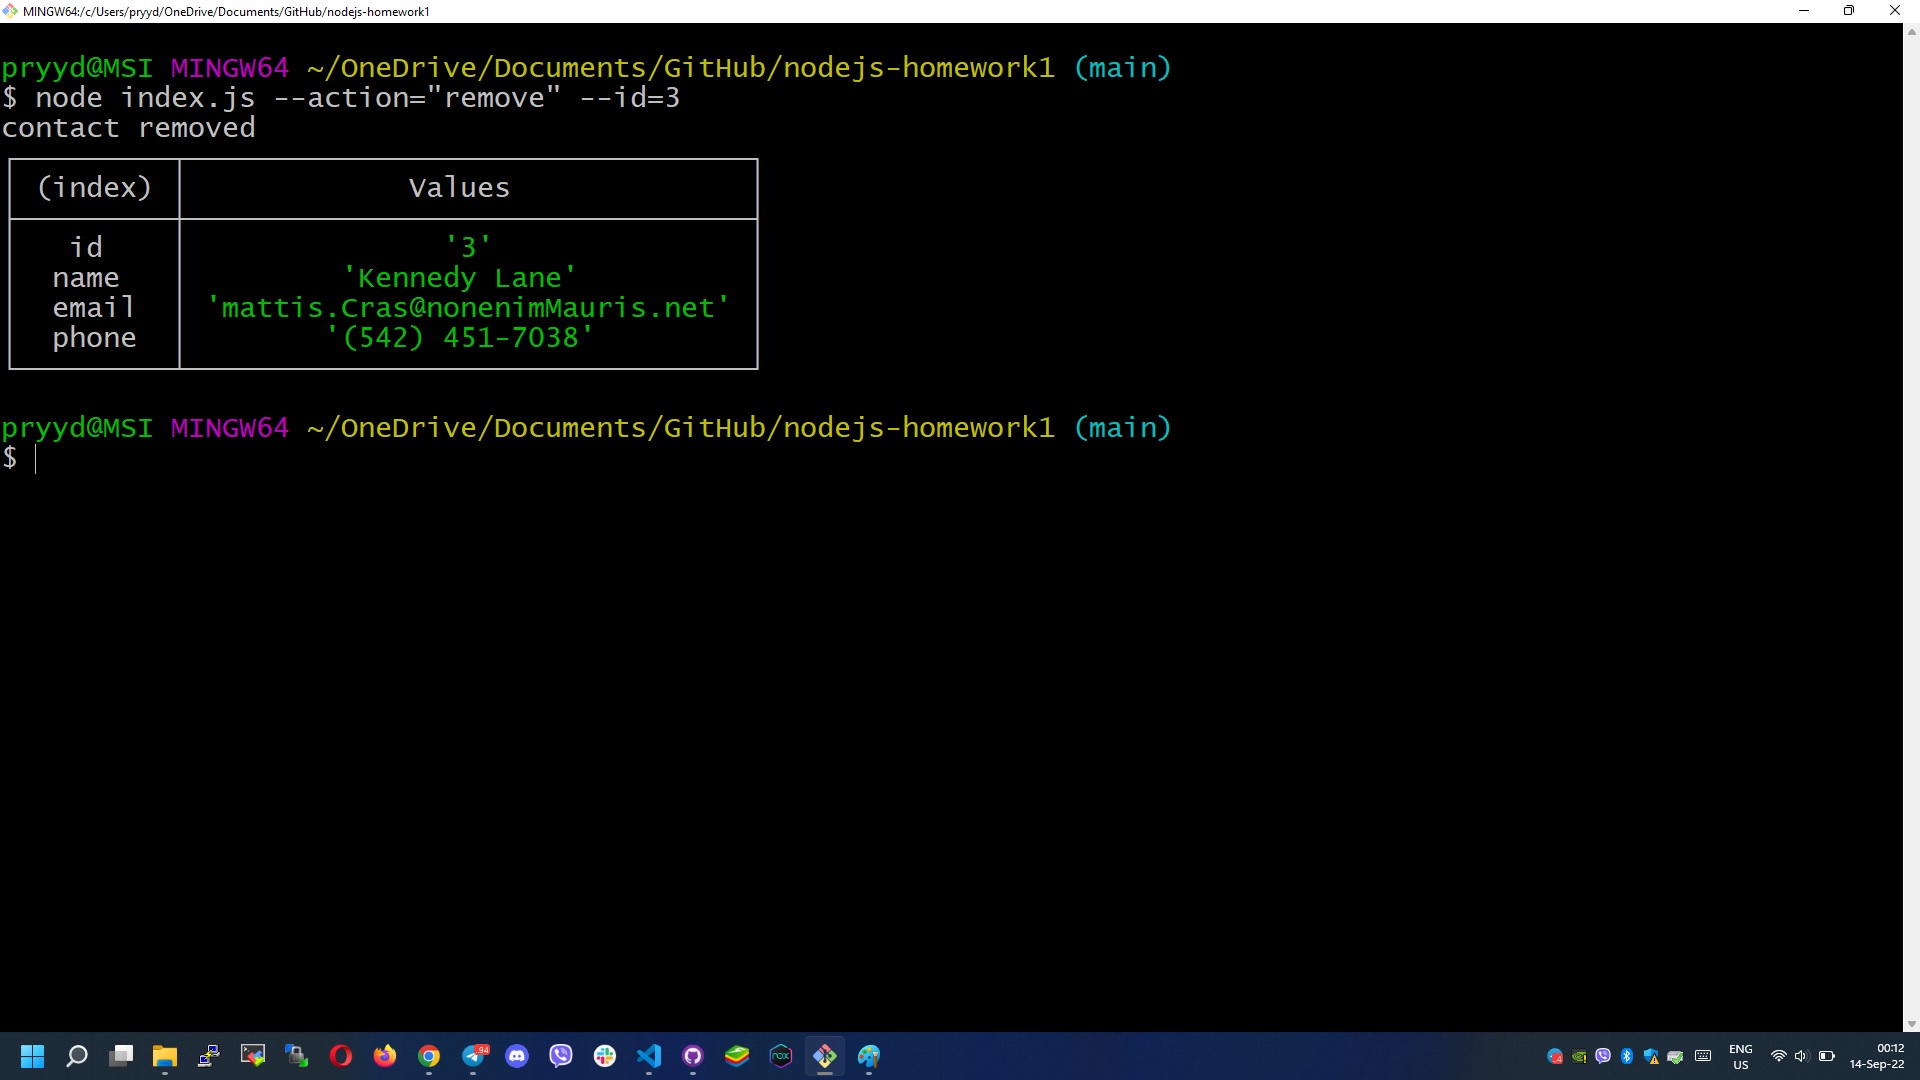 MINGW64:/c/Users/pryyd/OneDrive/Documents/GitHub/nodejs-homework1
pryyd@MSI MINGW64 ~/OneDrive/Documents/GitHub/nodejs-homework1 (main)
$ node index.js --action="remove" --id=3
contact removed
(index) Values
id '3'
name 'Kennedy Lane'
email 'mattis.Cras@nonenimMauris.net'
phone '(542) 451-7038'
pryyd@MSI MINGW64 ~/OneDrive/Documents/GitHub/nodejs-homework1 (main)
$
94
nox
ENG
US
00:12
14-Sep-22